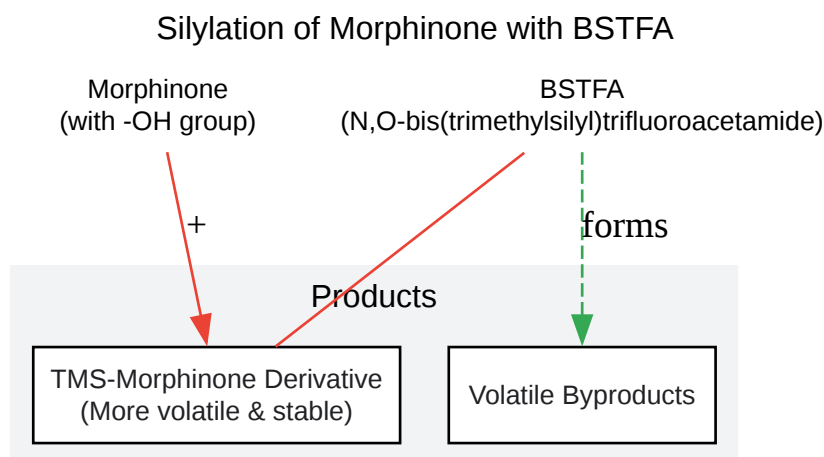 Silylation of Morphinone with BSTFA
Morphinone
(with -OH group)
BSTFA
(N,O-bis(trimethylsilyl)trifluoroacetamide)
+
forms
Products
TMS-Morphinone Derivative
(More volatile & stable)
Volatile Byproducts